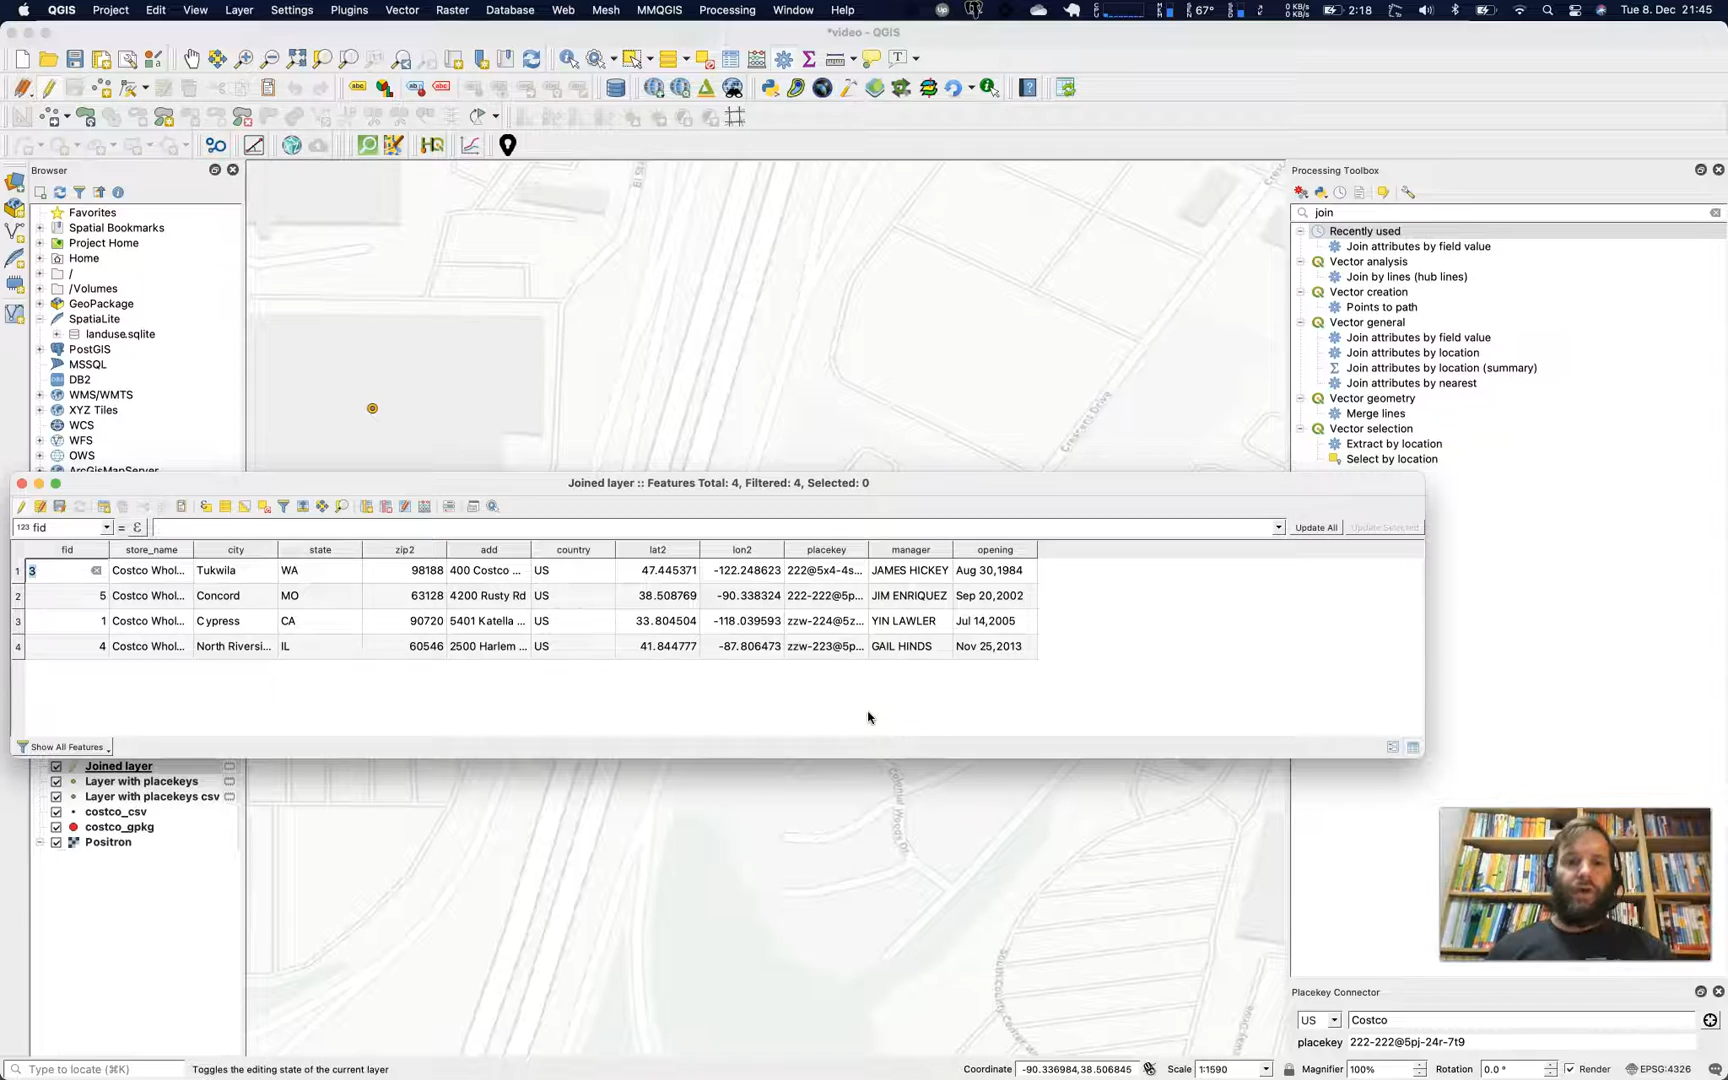 QGIS Project Edit View Layer Settings Plugins Vector Raster Database Web Mesh MMQGIS Processing Window Help 67° 0 KB/s 0 KB/s 2:18 Tue 8. Dec 21:45
*video - QGIS
Browser
Favorites
Spatial Bookmarks
Project Home
Home
/
/Volumes
GeoPackage
SpatiaLite
landuse.sqlite
PostGIS
MSSQL
DB2
WMS/WMTS
XYZ Tiles
WCS
WFS
OWS
ArcGisMapServer
Crescent Drive
Processing Toolbox
join
Recently used
Join attributes by field value
Vector analysis
Join by lines (hub lines)
Vector creation
Points to path
Vector general
Join attributes by field value
Join attributes by location
Join attributes by location (summary)
Join attributes by nearest
Vector geometry
Merge lines
Vector selection
Extract by location
Select by location
Joined layer :: Features Total: 4, Filtered: 4, Selected: 0
123 fid = ε Update All Update Selected
fid store_name city state zip2 add country lat2 lon2 placekey manager opening
1 3 Costco Whol... Tukwila WA 98188 400 Costco ... US 47.445371 -122.248623 222@5x4-4s... JAMES HICKEY Aug 30,1984
2 5 Costco Whol... Concord MO 63128 4200 Rusty Rd US 38.508769 -90.338324 222-222@5p... JIM ENRIQUEZ Sep 20,2002
3 1 Costco Whol... Cypress CA 90720 5401 Katella ... US 33.804504 -118.039593 zzw-224@5z... YIN LAWLER Jul 14,2005
4 4 Costco Whol... North Riversi... IL 60546 2500 Harlem ... US 41.844777 -87.806473 zzw-223@5p... GAIL HINDS Nov 25,2013
Show All Features
Joined layer
Layer with placekeys
Layer with placekeys csv
costco_csv
costco_gpkg
Positron
Placekey Connector
US Costco
placekey 222-222@5pj-24r-7t9
Type to locate (⌘K) Toggles the editing state of the current layer Coordinate -90.336984,38.506845 Scale 1:1590 Magnifier 100% Rotation 0.0 ° Render EPSG:4326